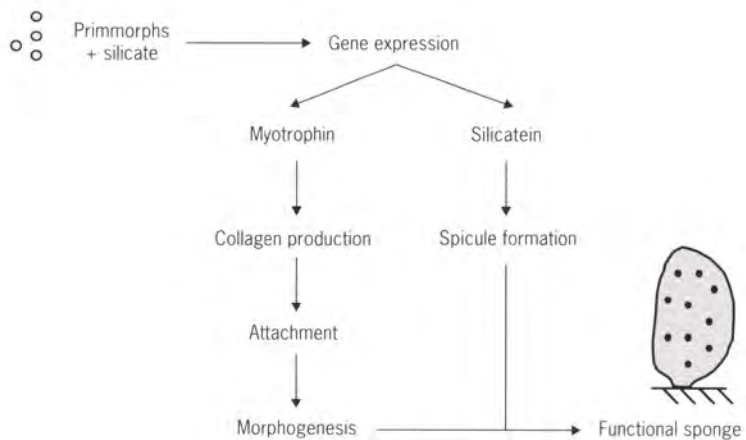 Primmorphs
+ silicate
Gene expression
Myotrophin
Silicatein
Collagen production
Spicule formation
Attachment
Morphogenesis
Functional sponge